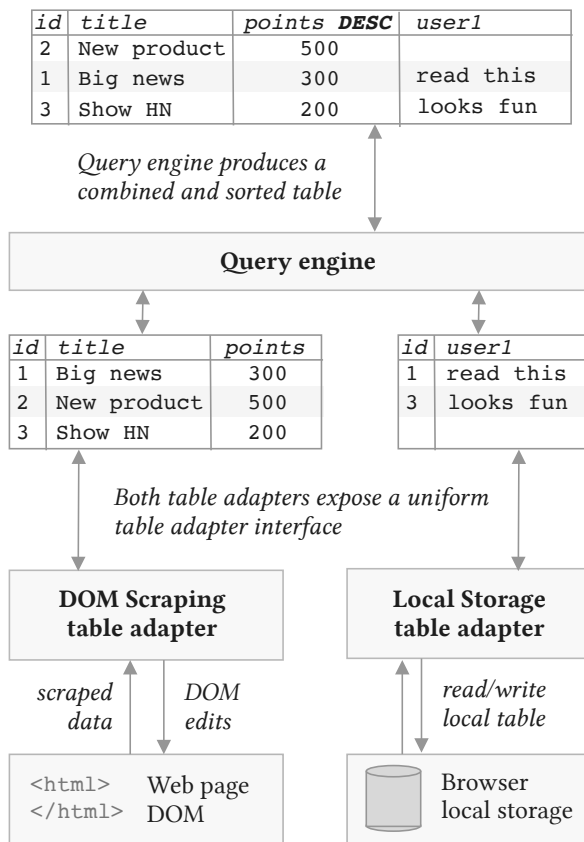 id title points DESC user1
2 New product 500
1 Big news 300 read this
3 Show HN 200 looks fun
Query engine produces a
combined and sorted table
Query engine
id title points
1 Big news 300
2 New product 500
3 Show HN 200
id user1
1 read this
3 looks fun
Both table adapters expose a uniform
table adapter interface
DOM Scraping
table adapter
Local Storage
table adapter
scraped
data
DOM
edits
read/write
local table
<html>
</html>
Web page
DOM
Browser
local storage